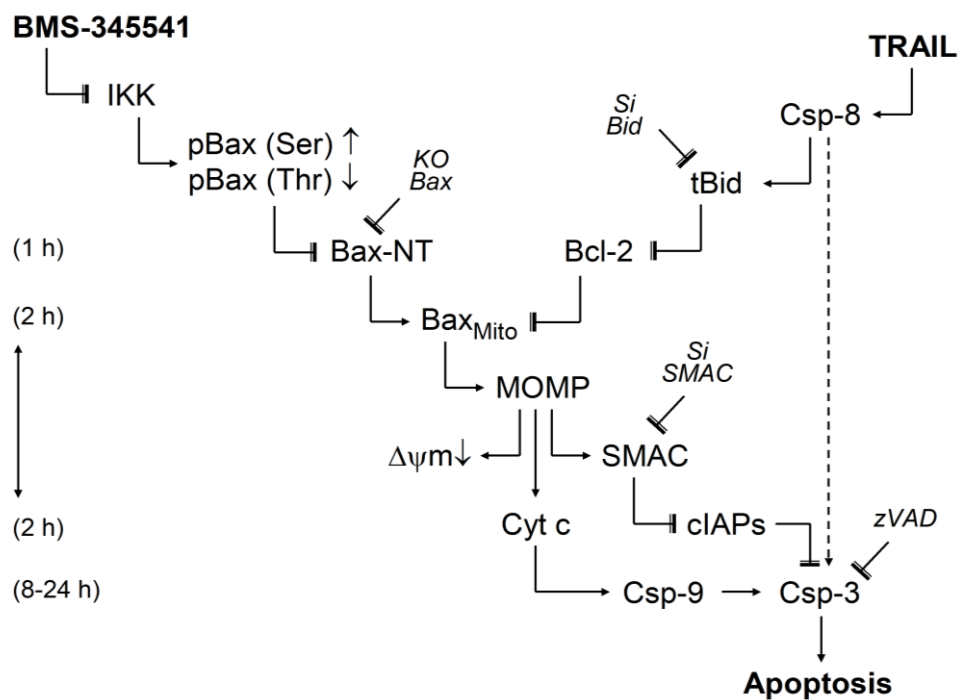 BMS-345541
TRAIL
IKK
Csp-8
pBax (Ser) ↑
pBax (Thr) ↓
KO
Bax
Si
Bid
tBid
(1 h)
Bax-NT
Bcl-2
(2 h)
BaxMito
Si
SMAC
MOMP
Δψm↓
SMAC
(2 h)
Cyt c
cIAPs
zVAD
(8-24 h)
Csp-9
Csp-3
Apoptosis